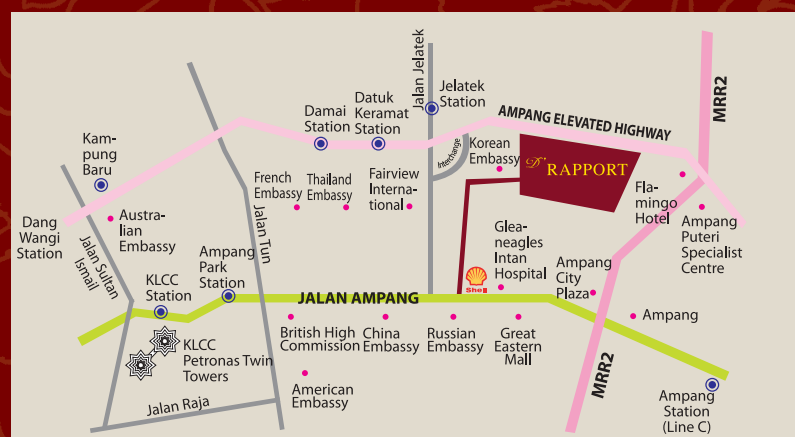 MRR2
Jalan Jelatek
Jelatek
Station
AMPANG ELEVATED HIGHWAY
Damai
Station
Datuk
Keramat
Station
Kam-
pung
Baru
Interchange
Korean
Embassy
D'
RAPPORT
French
Embassy
Thailand
Embassy
Fairview
Interna-
tional
Fla-
mingo
Hotel
Dang
Wangi
Station
Austra-
lian
Embassy
Jalan Sultan
Ismail
Jalan Tun
Glea-
neagles
Intan
Hospital
Ampang
Puteri
Specialist
Centre
KLCC
Station
Ampang
Park
Station
Ampang
City
Plaza
Shell
JALAN AMPANG
Ampang
British High
Commission
China
Embassy
Russian
Embassy
Great
Eastern
Mall
KLCC
Petronas Twin
Towers
American
Embassy
MRR2
Jalan Raja
Ampang
Station
(Line C)